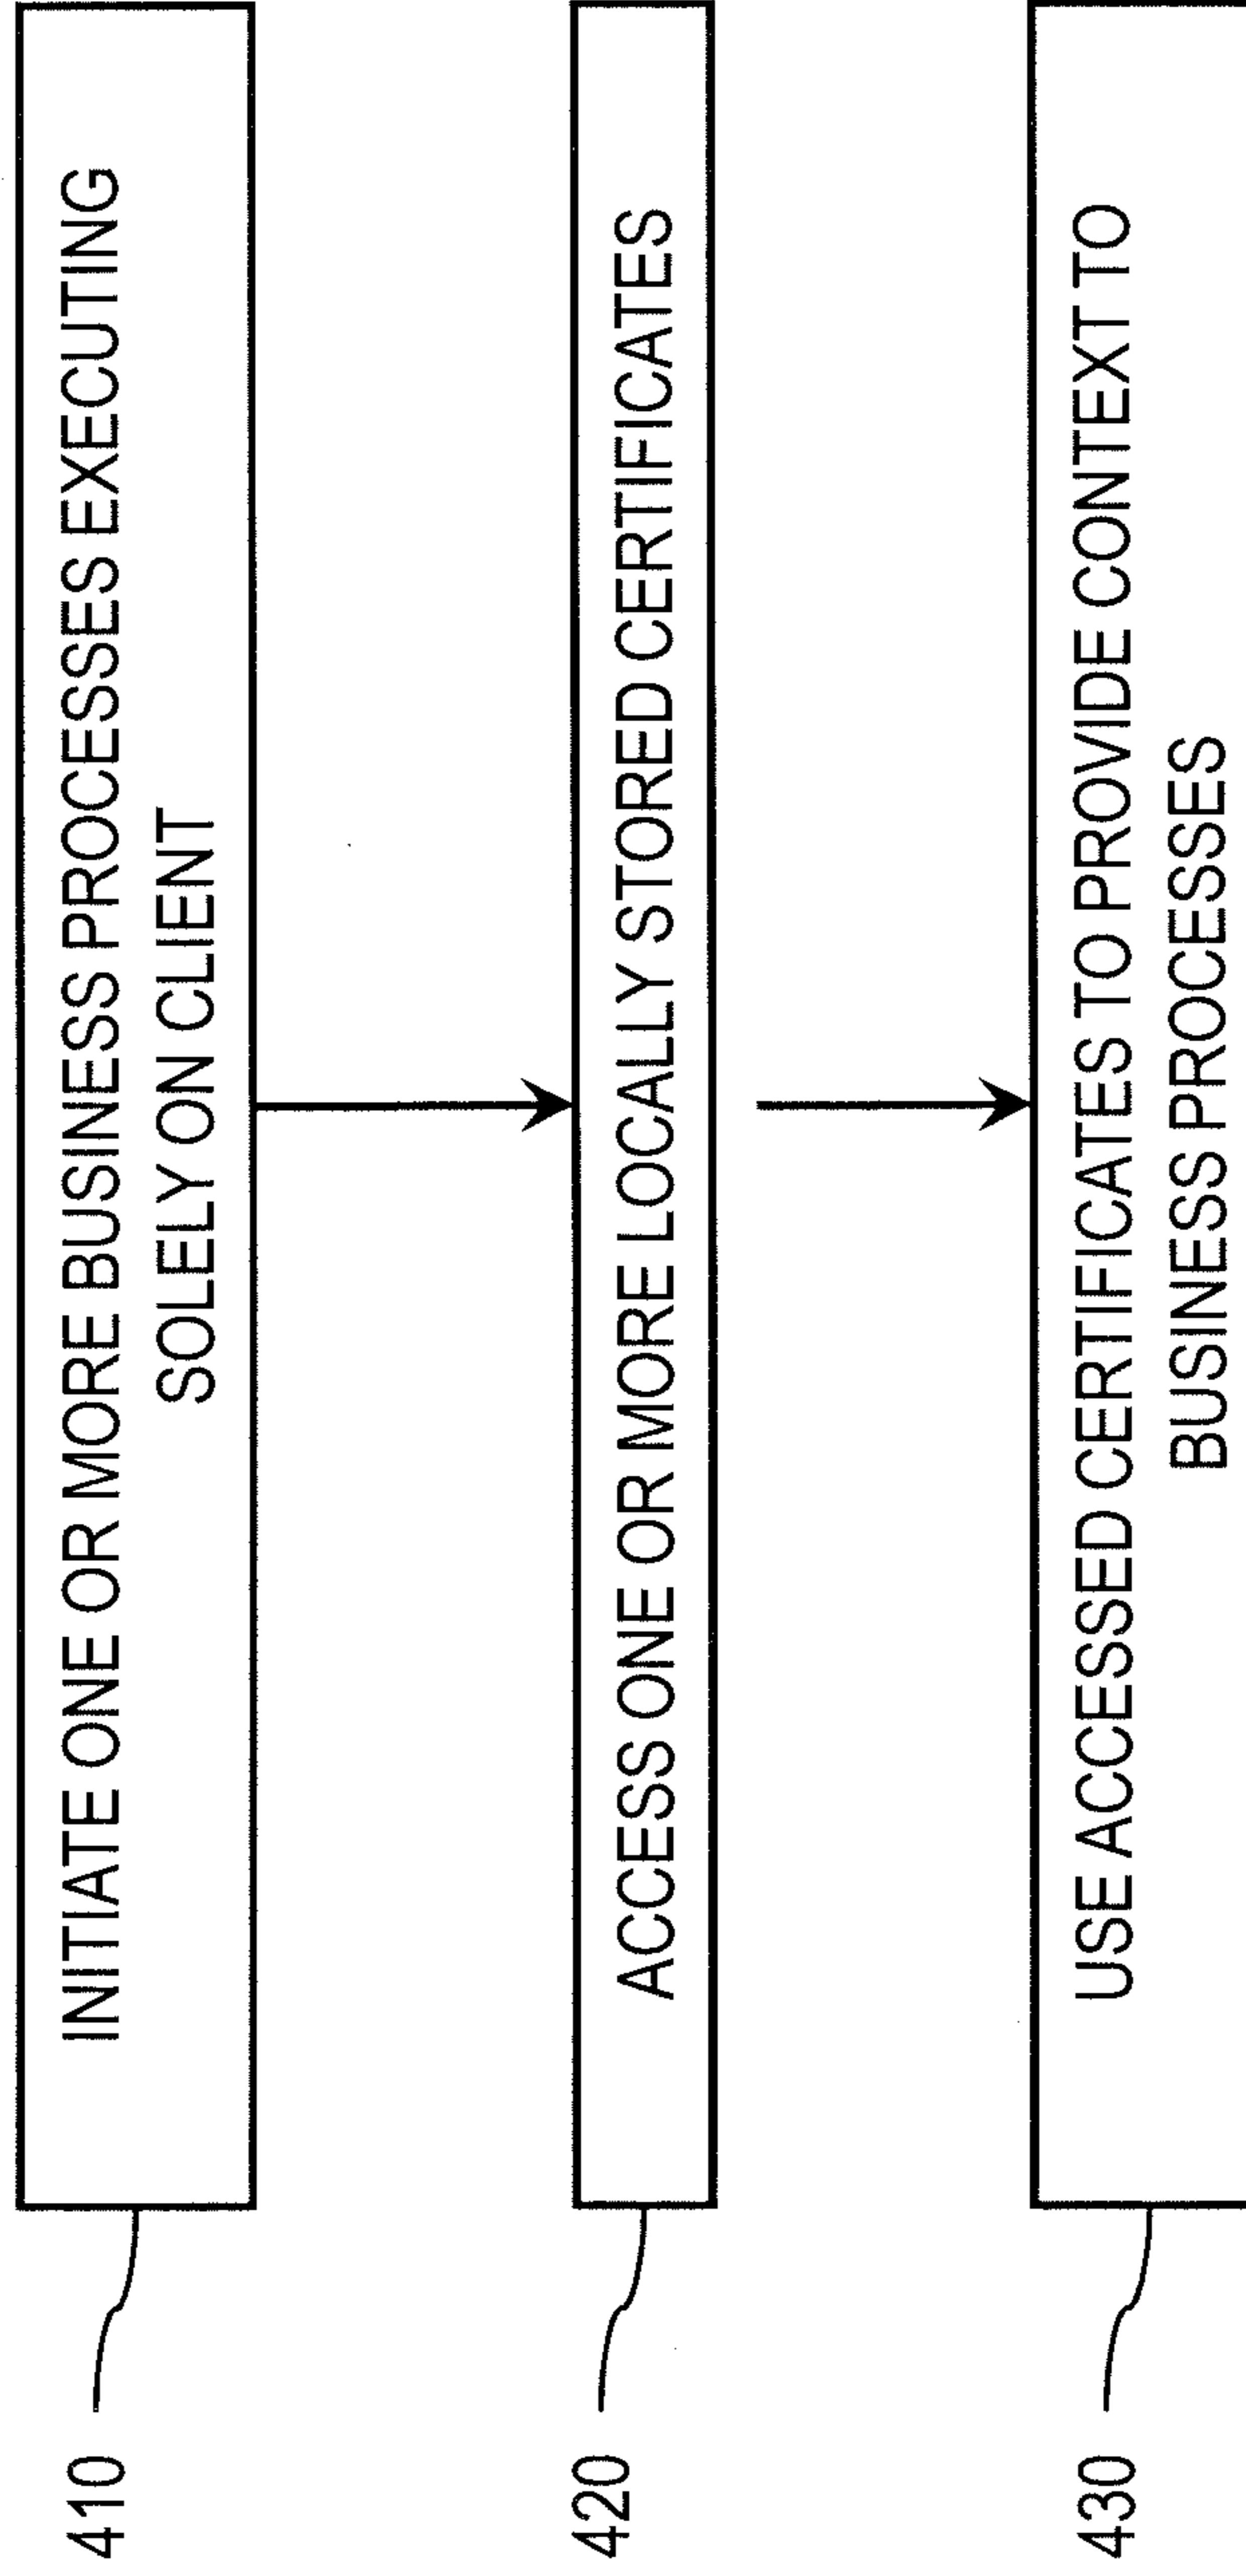 410
INITIATE ONE OR MORE BUSINESS PROCESSES EXECUTING
SOLELY ON CLIENT
420
ACCESS ONE OR MORE LOCALLY STORED CERTIFICATES
430
USE ACCESSED CERTIFICATES TO PROVIDE CONTEXT TO
BUSINESS PROCESSES